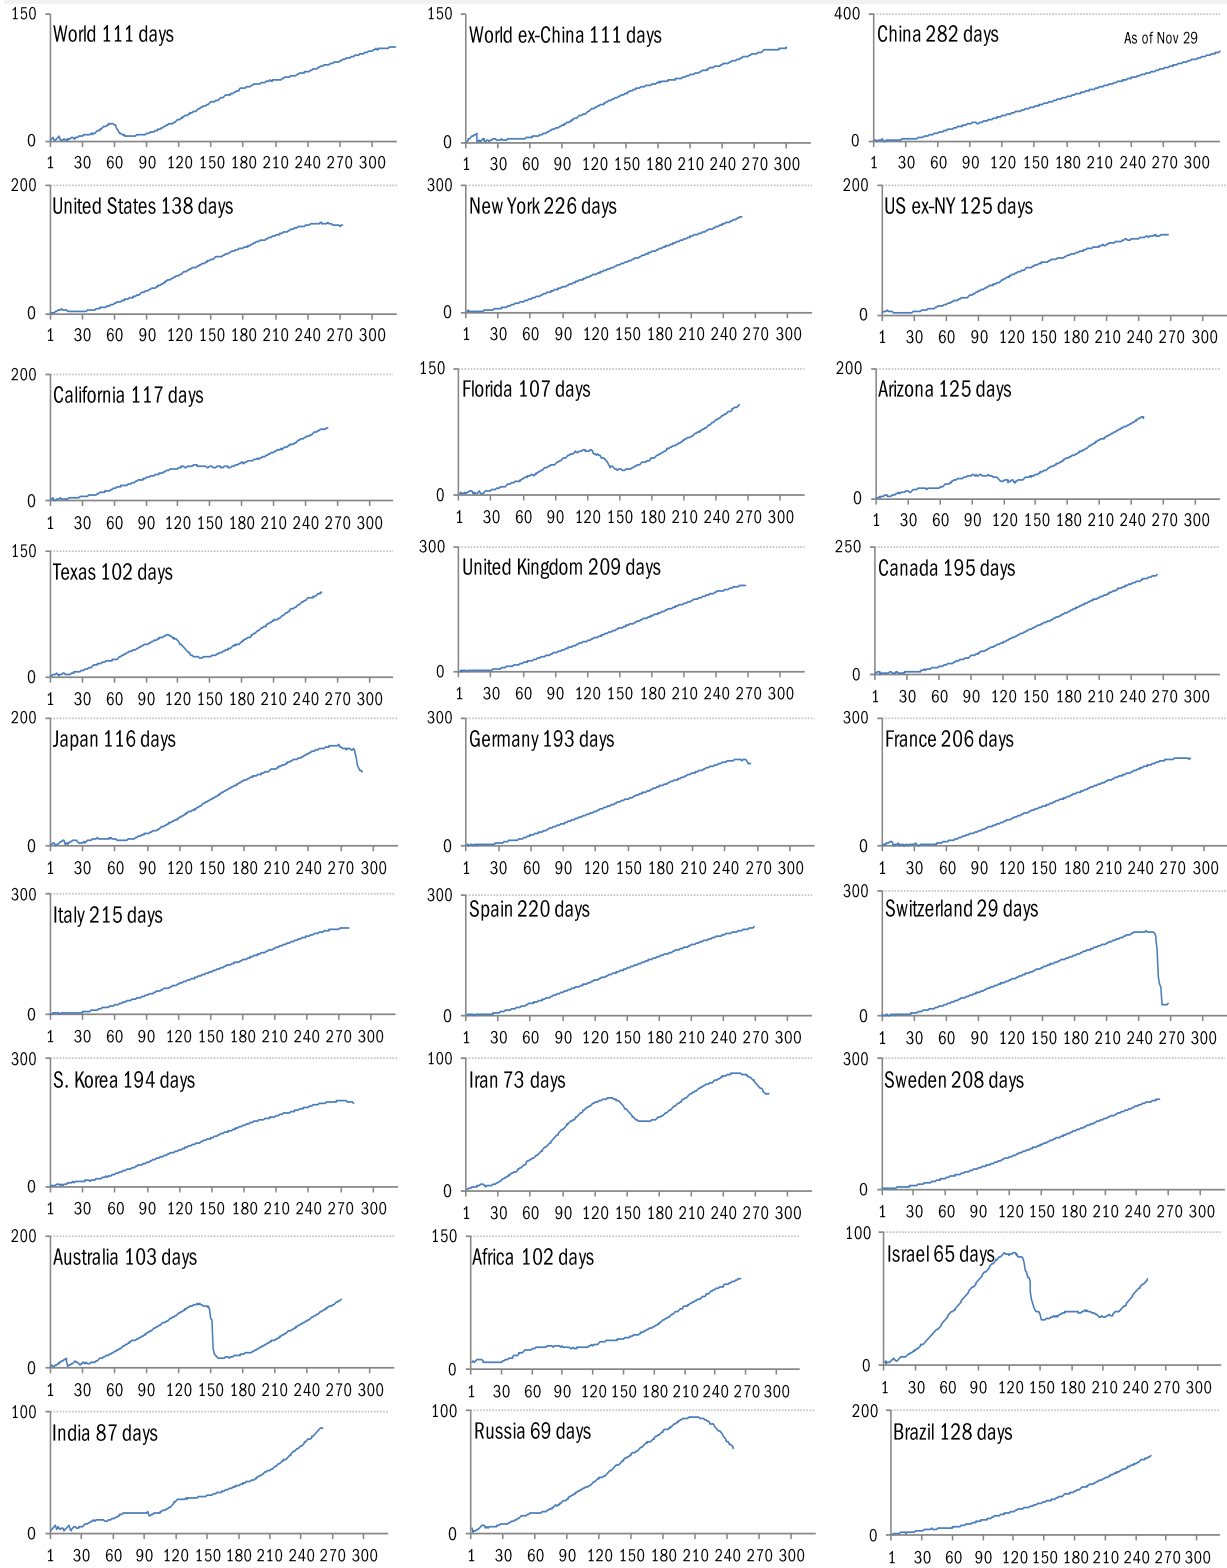 150
World 111 days
0
1 30 60 90 120 150 180 210 240 270 300
150
World ex-China 111 days
0
1 30 60 90 120 150 180 210 240 270 300
400
China 282 days
As of Nov 29
0
1 30 60 90 120 150 180 210 240 270 300
200
United States 138 days
0
1 30 60 90 120 150 180 210 240 270 300
300
New York 226 days
0
1 30 60 90 120 150 180 210 240 270 300
200
US ex-NY 125 days
0
1 30 60 90 120 150 180 210 240 270 300
200
California 117 days
0
1 30 60 90 120 150 180 210 240 270 300
150
Florida 107 days
0
1 30 60 90 120 150 180 210 240 270 300
200
Arizona 125 days
0
1 30 60 90 120 150 180 210 240 270 300
150
Texas 102 days
0
1 30 60 90 120 150 180 210 240 270 300
300
United Kingdom 209 days
0
1 30 60 90 120 150 180 210 240 270 300
250
Canada 195 days
0
1 30 60 90 120 150 180 210 240 270 300
200
Japan 116 days
0
1 30 60 90 120 150 180 210 240 270 300
300
Germany 193 days
0
1 30 60 90 120 150 180 210 240 270 300
300
France 206 days
0
1 30 60 90 120 150 180 210 240 270 300
300
Italy 215 days
0
1 30 60 90 120 150 180 210 240 270 300
300
Spain 220 days
0
1 30 60 90 120 150 180 210 240 270 300
300
Switzerland 29 days
0
1 30 60 90 120 150 180 210 240 270 300
300
S. Korea 194 days
0
1 30 60 90 120 150 180 210 240 270 300
100
Iran 73 days
0
1 30 60 90 120 150 180 210 240 270 300
300
Sweden 208 days
0
1 30 60 90 120 150 180 210 240 270 300
200
Australia 103 days
0
1 30 60 90 120 150 180 210 240 270 300
150
Africa 102 days
0
1 30 60 90 120 150 180 210 240 270 300
100
Israel 65 days
0
1 30 60 90 120 150 180 210 240 270 300
100
India 87 days
0
1 30 60 90 120 150 180 210 240 270 300
100
Russia 69 days
0
1 30 60 90 120 150 180 210 240 270 300
200
Brazil 128 days
0
1 30 60 90 120 150 180 210 240 270 300